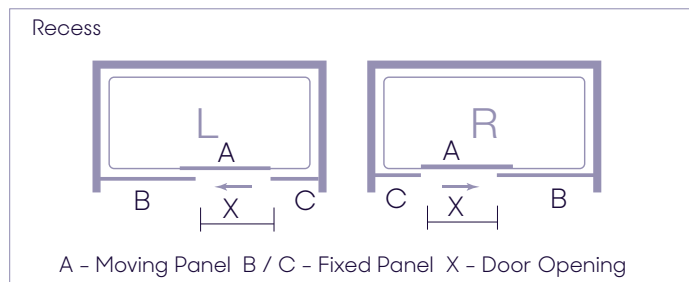 Recess
L
R
A
A
B
C
C
B
X
X
A – Moving Panel B / C – Fixed Panel X – Door Opening